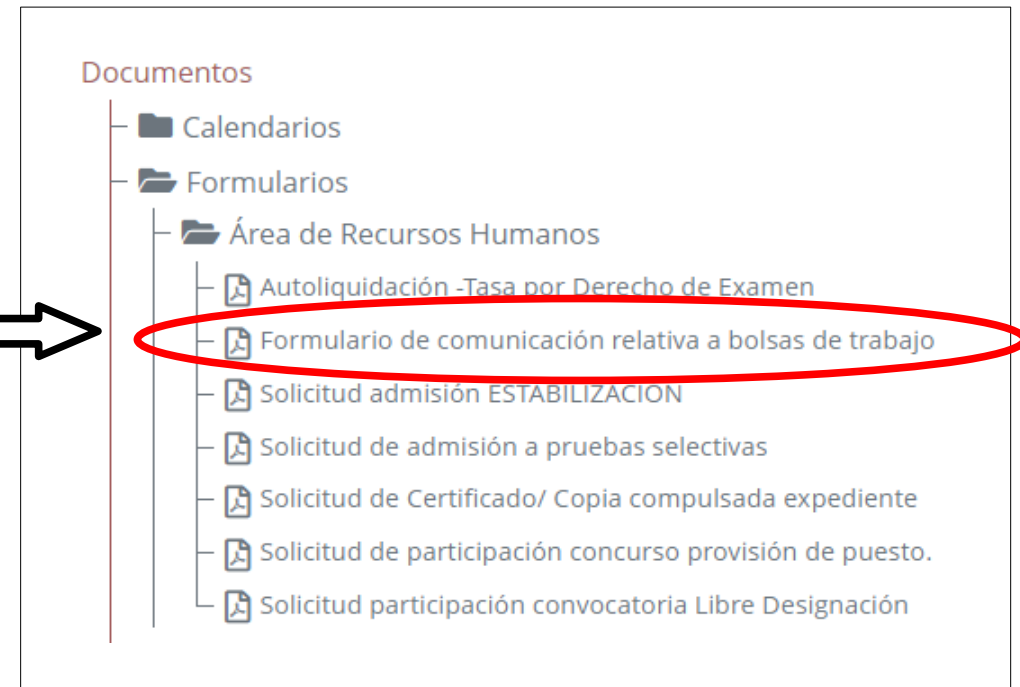 Documentos
Calendarios
Formularios
Área de Recursos Humanos
Autoliquidación -Tasa por Derecho de Examen
Formulario de comunicación relativa a bolsas de trabajo
Solicitud admisión ESTABILIZACION
Solicitud de admisión a pruebas selectivas
Solicitud de Certificado/ Copia compulsada expediente
Solicitud de participación concurso provisión de puesto.
Solicitud participación convocatoria Libre Designación